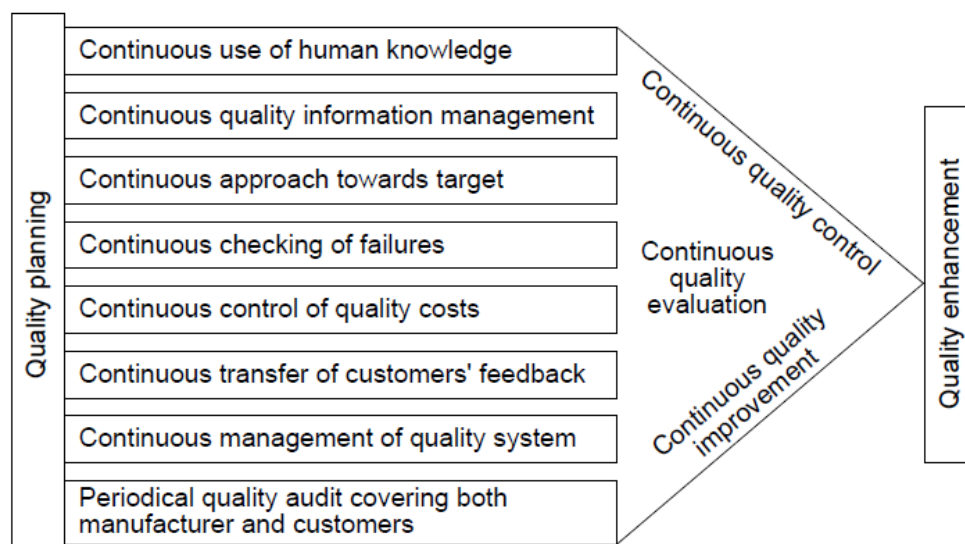 Quality planning
Continuous use of human knowledge
Continuous quality information management
Continuous approach towards target
Continuous checking of failures
Continuous control of quality costs
Continuous transfer of customers' feedback
Continuous management of quality system
Periodical quality audit covering both
manufacturer and customers
Continuous quality control
Continuous
quality
evaluation
Continuous quality
improvement
Quality enhancement